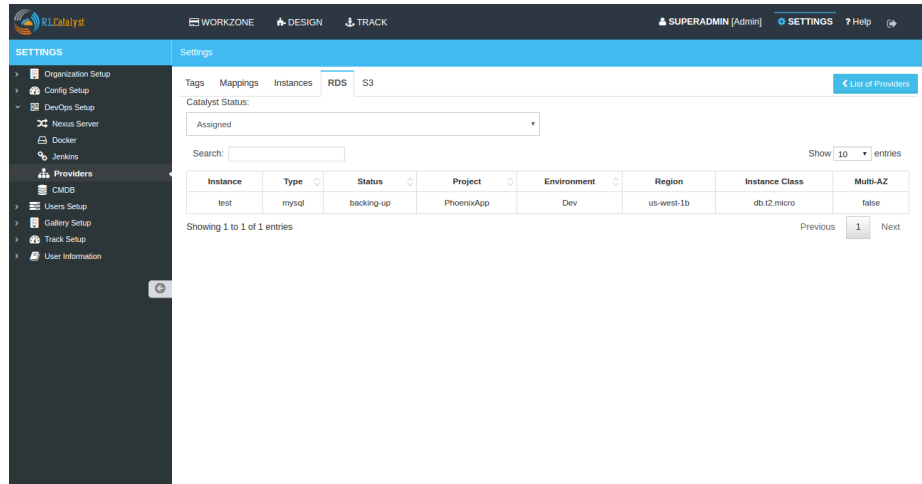 RLCatalyst
WORKZONE DESIGN TRACK SUPERADMIN [Admin] SETTINGS ? Help
SETTINGS
Settings
Organization Setup
Config Setup
DevOps Setup
Nexus Server
Docker
Jenkins
Providers
CMDB
Users Setup
Gallery Setup
Track Setup
User Information
Tags Mappings Instances RDS S3 List of Providers
Catalyst Status:
Assigned
Search: Show 10 entries
Instance Type Status Project Environment Region Instance Class Multi-AZ
test mysql backing-up PhoenixApp Dev us-west-1b db.t2.micro false
Showing 1 to 1 of 1 entries Previous 1 Next